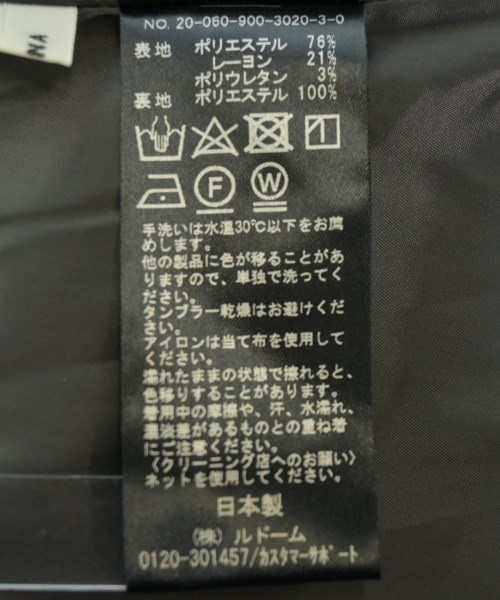 NA
NO. 20-060-900-3020-3-0
表地 ポリエステル 76%
レーヨン 21%
ポリウレタン 3%
裏地 ポリエステル 100%
F W
手洗いは水温30℃以下をお薦
めします。
他の製品に色が移ることがあ
りますので、単独で洗ってく
ださい。
タンブラー乾燥はお避けくだ
さい。
アイロンは当て布を使用して
ください。
濡れたままの状態で擦れると、
色移りすることがあります。
着用中の摩擦や、汗、水濡れ、
濃淡差があるものとの重ね着
にご注意ください。
〈クリーニング店へのお願い〉
ネットを使用してください。
日本製
(株) ルドーム
0120-301457/カスタマーサポート